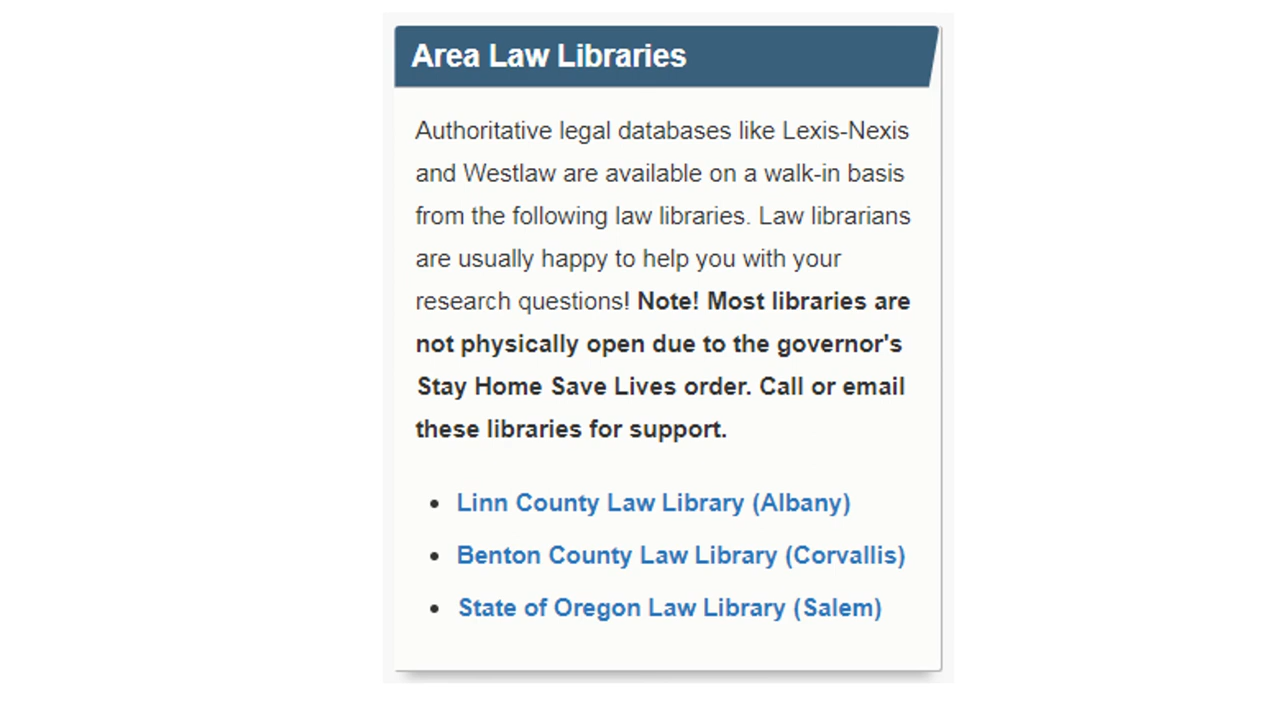 Area Law Libraries
Authoritative legal databases like Lexis-Nexis
and Westlaw are available on a walk-in basis
from the following law libraries. Law librarians
are usually happy to help you with your
research questions! Note! Most libraries are
not physically open due to the governor's
Stay Home Save Lives order. Call or email
these libraries for support.
• Linn County Law Library (Albany)
• Benton County Law Library (Corvallis)
• State of Oregon Law Library (Salem)